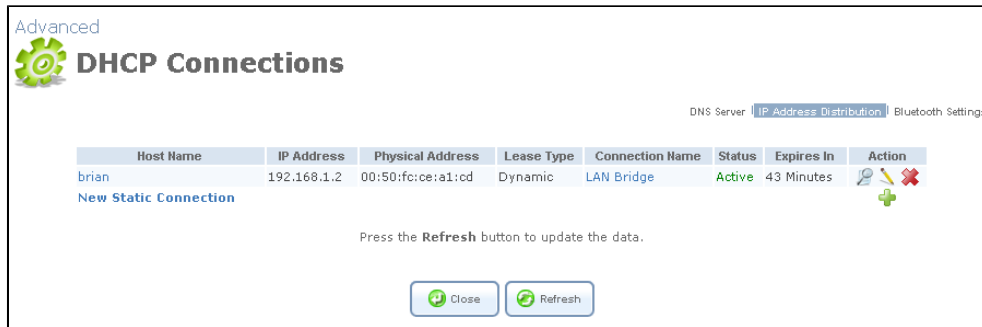 Advanced
DHCP Connections
DNS Server | IP Address Distribution | Bluetooth Setting
Host Name IP Address Physical Address Lease Type Connection Name Status Expires In Action
brian 192.168.1.2 00:50:fc:ce:a1:cd Dynamic LAN Bridge Active 43 Minutes
New Static Connection
Press the Refresh button to update the data.
Close Refresh